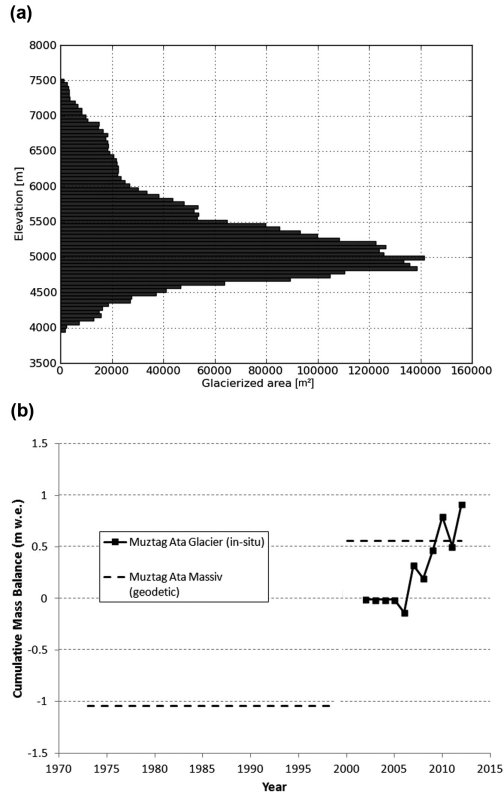 (a)
8000
7500
7000
6500
6000
5500
5000
4500
4000
3500
Elevation [m]
0 20000 40000 60000 80000 100000 120000 140000 160000
Glacierized area [m²]
(b)
1.5
1
0.5
0
-0.5
-1
-1.5
Cumulative Mass Balance (m w.e.)
Muztag Ata Glacier (in-situ)
Muztag Ata Massiv
(geodetic)
1970 1975 1980 1985 1990 1995 2000 2005 2010 2015
Year